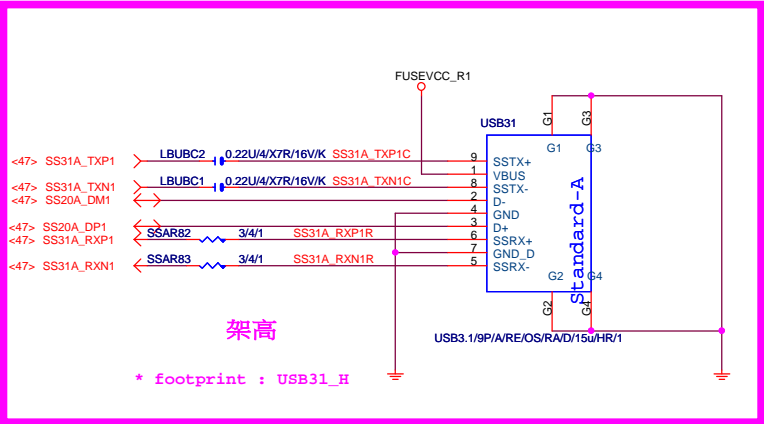 FUSEVCC_R1
USB31
G1 G3
G1 G3
<47> SS31A_TXP1 LBUBC2 0.22U/4/X7R/16V/K SS31A_TXP1C 9 SSTX+
1 VBUS
<47> SS31A_TXN1 LBUBC1 0.22U/4/X7R/16V/K SS31A_TXN1C 8 SSTX-
<47> SS20A_DM1 2 D-
4 GND
<47> SS20A_DP1 3 D+
<47> SS31A_RXP1 SSAR82 3/4/1 SS31A_RXP1R 6 SSRX+
7 GND_D
<47> SS31A_RXN1 SSAR83 3/4/1 SS31A_RXN1R 5 SSRX-
Standard-A
G2 G4
G2 G4
USB3.1/9P/A/RE/OS/RA/D/15u/HR/1
架高
* footprint : USB31_H